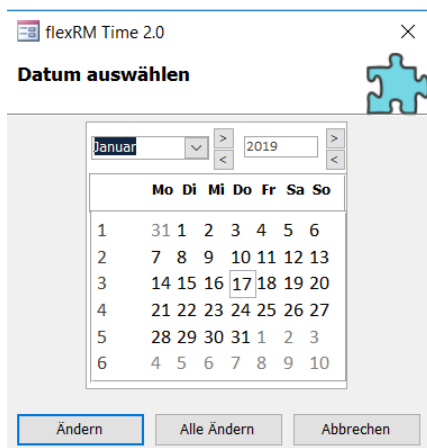 flexRM Time 2.0
Datum auswählen
Januar > 2019 >
< <
Mo Di Mi Do Fr Sa So
1 31 1 2 3 4 5 6
2 7 8 9 10 11 12 13
3 14 15 16 17 18 19 20
4 21 22 23 24 25 26 27
5 28 29 30 31 1 2 3
6 4 5 6 7 8 9 10
Ändern Alle Ändern Abbrechen